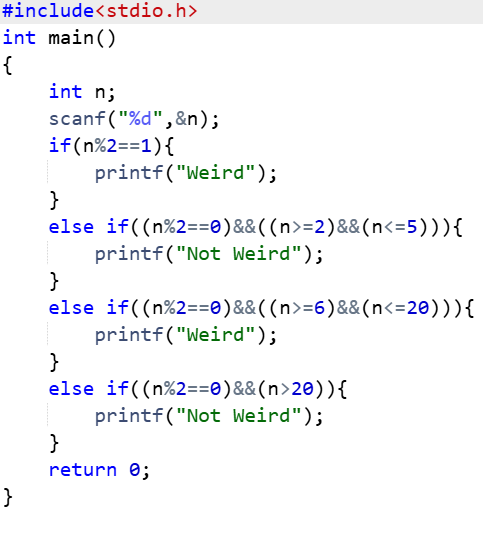 #include<stdio.h>
int main()
{
    int n;
    scanf("%d",&n);
    if(n%2==1){
        printf("Weird");
    }
    else if((n%2==0)&&((n>=2)&&(n<=5))){
        printf("Not Weird");
    }
    else if((n%2==0)&&((n>=6)&&(n<=20))){
        printf("Weird");
    }
    else if((n%2==0)&&(n>20)){
        printf("Not Weird");
    }
    return 0;
}